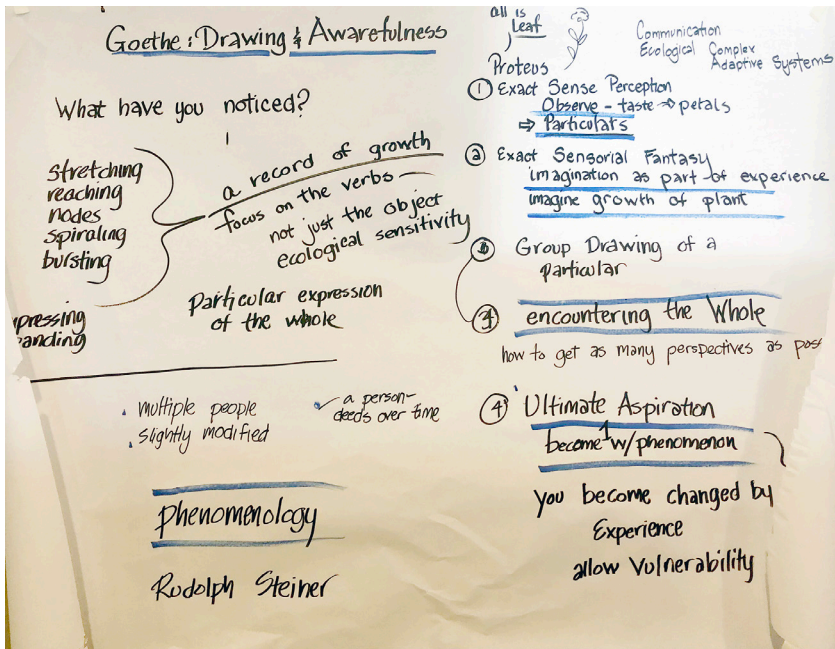 Goethe: Drawing & Awarefulness
What have you noticed?
stretching
reaching
nodes
spiraling
bursting
pressing
anding
a record of growth
focus on the verbs
not just the object
ecological sensitivity
Particular expression
of the whole
multiple people
slightly modified
a person-
deeds over time
phenomenology
Rudolph Steiner
all is
Leaf
Proteus
Communication
Ecological Complex
Adaptive Systems
1 Exact Sense Perception
Observe - taste → petals
⇒ Particulars
2 Exact Sensorial Fantasy
imagination as part of experience
imagine growth of plant
Group Drawing of a
particular
encountering the Whole
how to get as many perspectives as poss
4 Ultimate Aspiration
become 1 w/phenomenon
you become changed by
Experience
allow Vulnerability